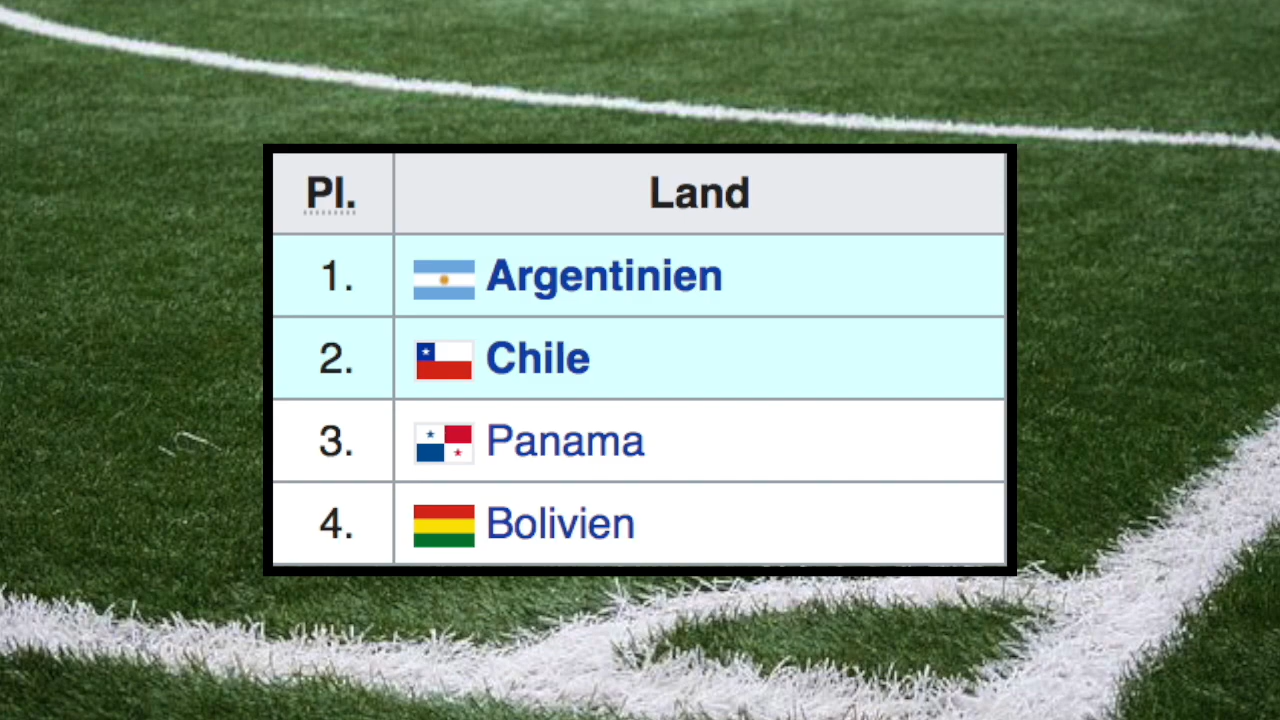 Pl. Land
1. Argentinien
2. Chile
3. Panama
4. Bolivien